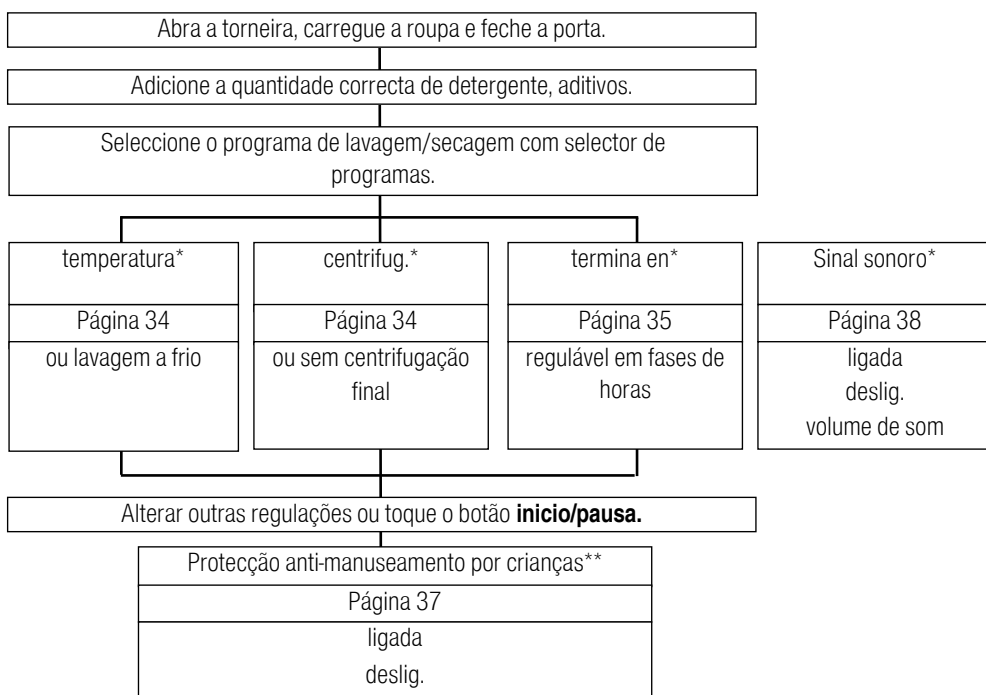 Abra a torneira, carregue a roupa e feche a porta.
Adicione a quantidade correcta de detergente, aditivos.
Seleccione o programa de lavagem/secagem com selector de
programas.
temperatura*
Página 34
ou lavagem a frio
centrifug.*
Página 34
ou sem centrifugação
final
termina en*
Página 35
regulável em fases de
horas
Sinal sonoro*
Página 38
ligada
deslig.
volume de som
Alterar outras regulações ou toque o botão inicio/pausa.
Protecção anti-manuseamento por crianças**
Página 37
ligada
deslig.